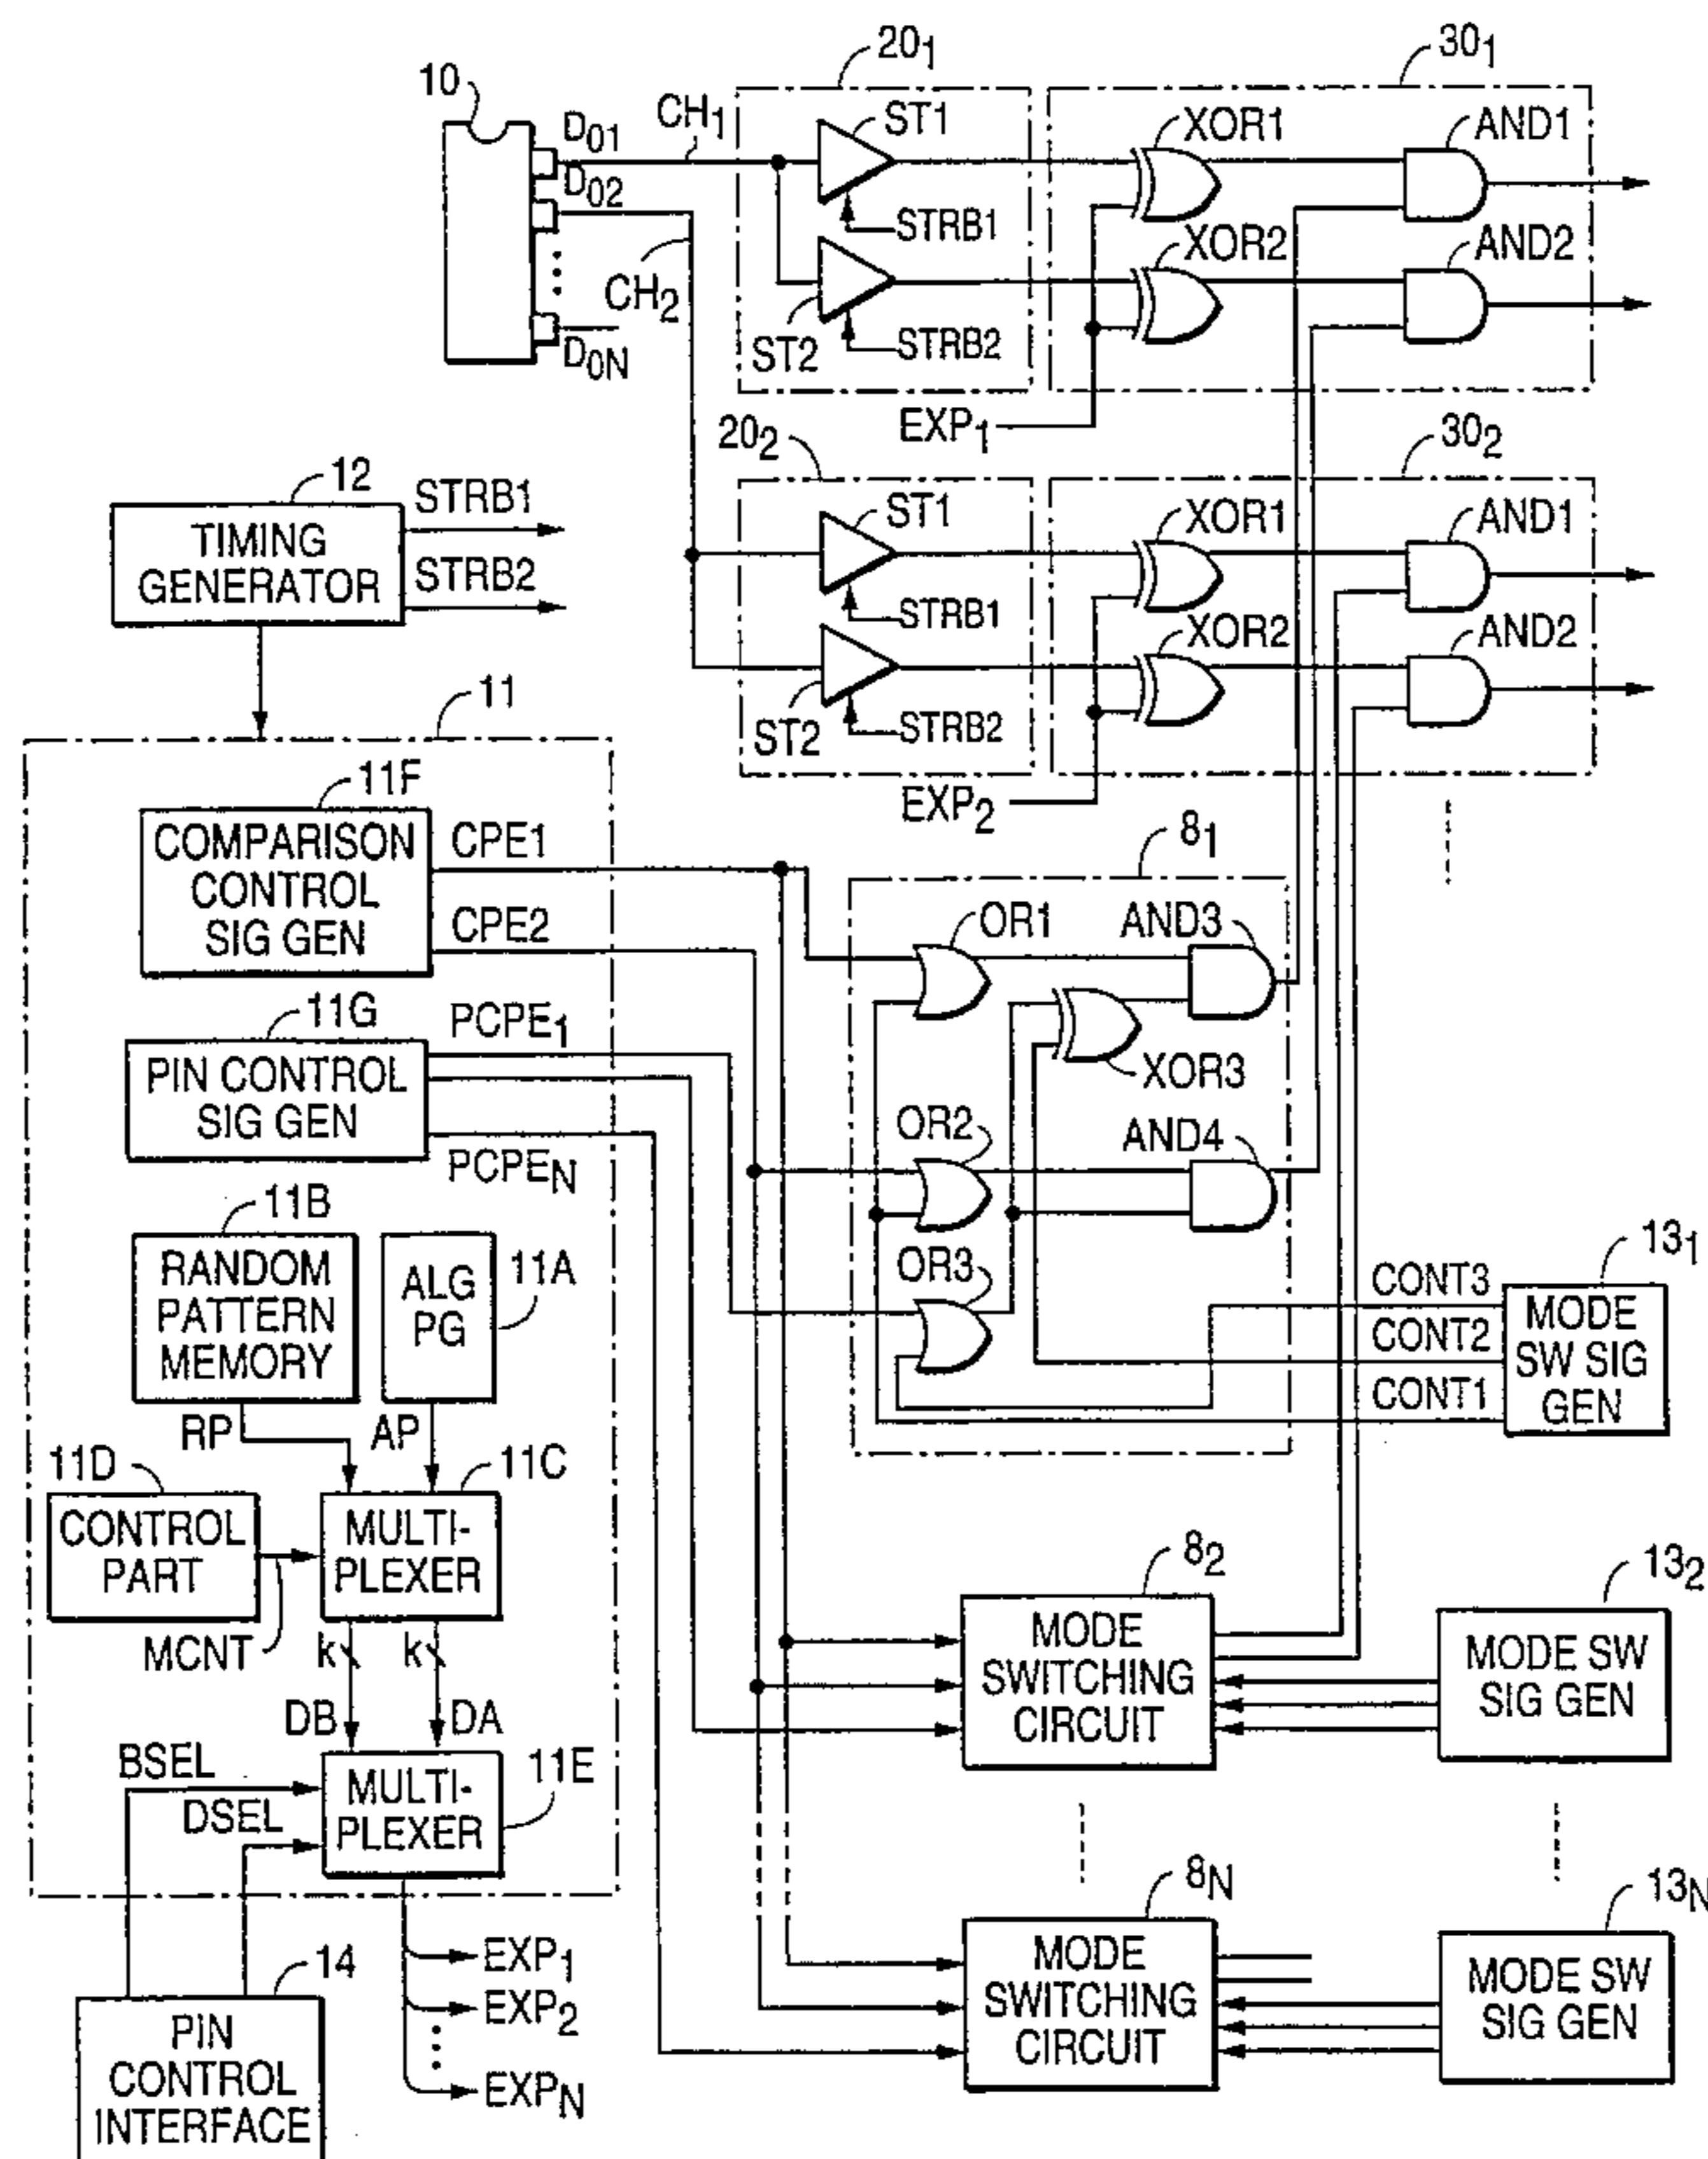 10
D01
D02
D0N
CH1
CH2
201
ST1
STRB1
ST2
STRB2
301
XOR1
AND1
XOR2
AND2
EXP1
202
ST1
STRB1
ST2
STRB2
302
XOR1
AND1
XOR2
AND2
EXP2
12
TIMING
GENERATOR
STRB1
STRB2
11
11F
COMPARISON
CONTROL
SIG GEN
CPE1
CPE2
11G
PIN CONTROL
SIG GEN
PCPE1
PCPEN
11B
RANDOM
PATTERN
MEMORY
RP
11A
ALG
PG
AP
11D
CONTROL
PART
MCNT
11C
MULTI-
PLEXER
k
k
DB
DA
BSEL
DSEL
11E
MULTI-
PLEXER
14
PIN
CONTROL
INTERFACE
EXP1
EXP2
EXPN
81
OR1
AND3
XOR3
OR2
AND4
OR3
CONT3
CONT2
CONT1
131
MODE
SW SIG
GEN
82
MODE
SWITCHING
CIRCUIT
132
MODE SW
SIG GEN
8N
MODE
SWITCHING
CIRCUIT
13N
MODE SW
SIG GEN